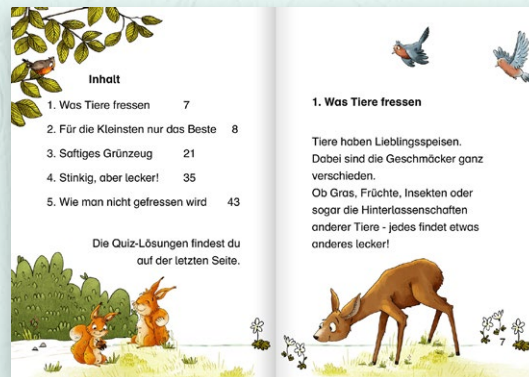 Inhalt
1. Was Tiere fressen 7
2. Für die Kleinsten nur das Beste 8
3. Saftiges Grünzeug 21
4. Stinkig, aber lecker! 35
5. Wie man nicht gefressen wird 43
Die Quiz-Lösungen findest du
auf der letzten Seite.
1. Was Tiere fressen
Tiere haben Lieblingsspeisen.
Dabei sind die Geschmäcker ganz
verschieden.
Ob Gras, Früchte, Insekten oder
sogar die Hinterlassenschaften
anderer Tiere - jedes findet etwas
anderes lecker!
7